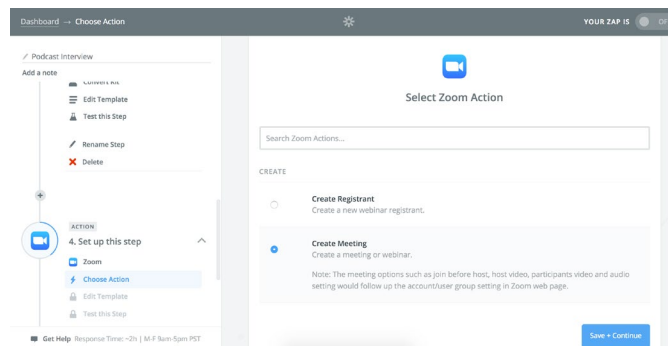 Dashboard → Choose Action
YOUR ZAP IS
OF
Podcast Interview
Add a note
Convert Kit
Edit Template
Test this Step
Rename Step
Delete
ACTION
4. Set up this step
Zoom
Choose Action
Edit Template
Test this Step
Get Help Response Time: ~2h | M-F 9am-5pm PST
Select Zoom Action
Search Zoom Actions...
CREATE
Create Registrant
Create a new webinar registrant.
Create Meeting
Create a meeting or webinar.
Note: The meeting options such as join before host, host video, participants video and audio
setting would follow up the account/user group setting in Zoom web page.
Save + Continue